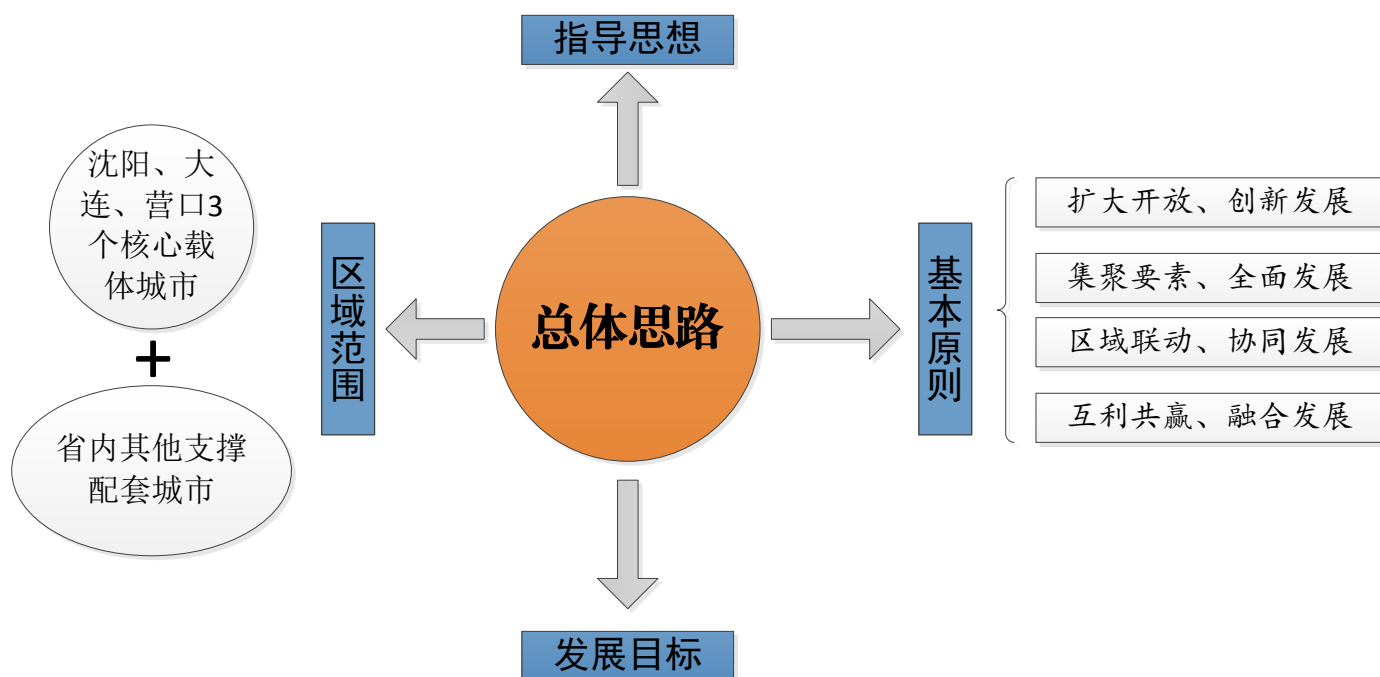 指导思想
沈阳、大
连、营口3
个核心载
体城市
+
省内其他支撑
配套城市
区域范围
总体思路
基本原则
扩大开放、创新发展
集聚要素、全面发展
区域联动、协同发展
互利共赢、融合发展
发展目标